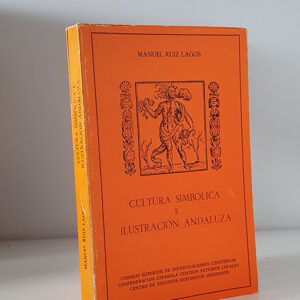 MANUEL RUIZ LAGOS
CULTURA SIMBOLICA
E
ILUSTRACION ANDALUZA
CONSEJO SUPERIOR DE INVESTIGACIONES CIENTIFICAS
CONFEDERACION ESPAÑOLA CENTROS ESTUDIOS LOCALES
CENTRO DE ESTUDIOS HISTORICOS JEREZANOS
CULTURA SIMBOLICA E
ILUSTRACION ANDALUZA
MANUEL RUIZ LAGOS